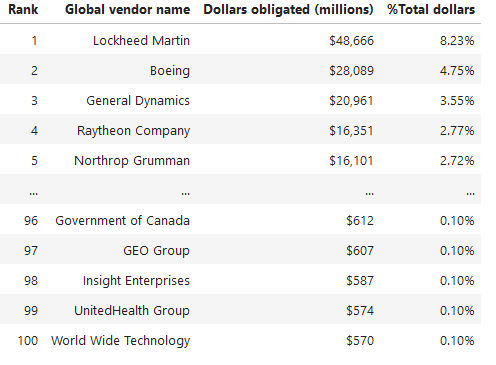 Rank Global vendor name Dollars obligated (millions) %Total dollars
1 Lockheed Martin $48,666 8.23%
2 Boeing $28,089 4.75%
3 General Dynamics $20,961 3.55%
4 Raytheon Company $16,351 2.77%
5 Northrop Grumman $16,101 2.72%
... ... ... ...
96 Government of Canada $612 0.10%
97 GEO Group $607 0.10%
98 Insight Enterprises $587 0.10%
99 UnitedHealth Group $574 0.10%
100 World Wide Technology $570 0.10%